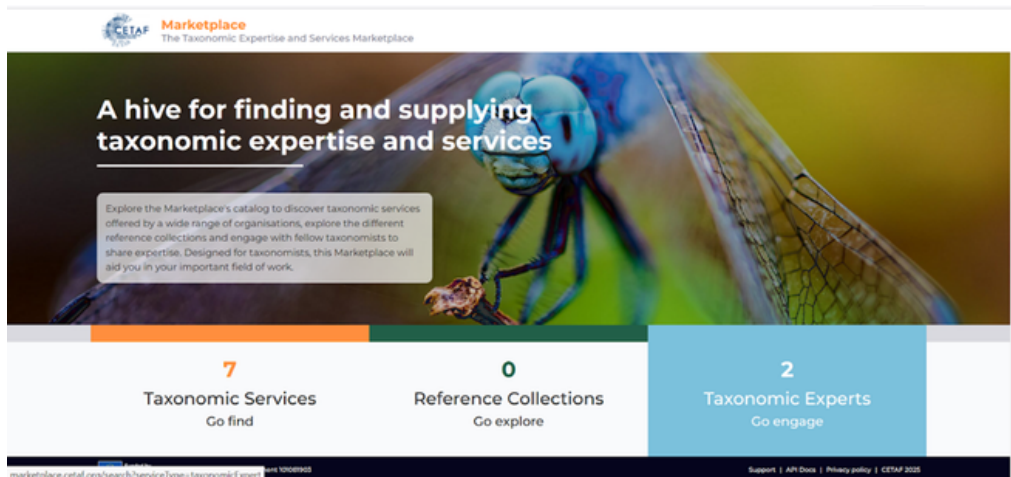 CETAF
Marketplace
The Taxonomic Expertise and Services Marketplace
A hive for finding and supplying
taxonomic expertise and services
Explore the Marketplace's catalog to discover taxonomic services
offered by a wide range of organisations, explore the different
reference collections and engage with fellow taxonomists to
share expertise. Designed for taxonomists, this Marketplace will
aid you in your important field of work.
7
Taxonomic Services
Go find
0
Reference Collections
Go explore
2
Taxonomic Experts
Go engage
marketplace.cetaf.org/search?serviceType=taxonomicExpert
101081903
Support | API Docs | Privacy policy | CETAF 2025